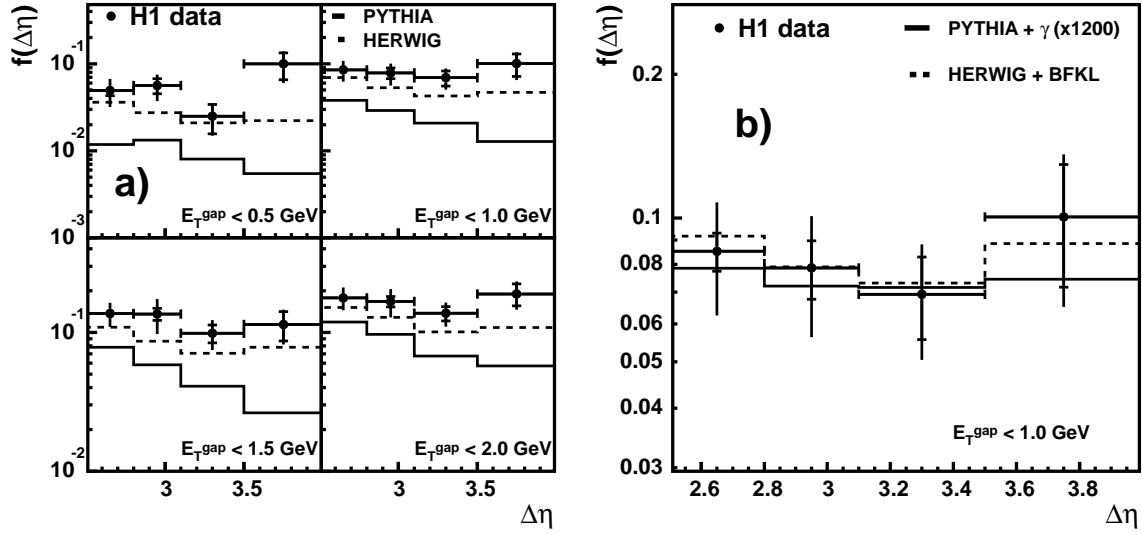 f(Δη)
H1 data
PYTHIA
HERWIG
10⁻¹
10⁻²
10⁻³
a)
E_T^gap < 0.5 GeV
E_T^gap < 1.0 GeV
10⁻¹
10⁻²
E_T^gap < 1.5 GeV
E_T^gap < 2.0 GeV
3 3.5
3 3.5
Δη
f(Δη)
H1 data
PYTHIA + γ (x1200)
HERWIG + BFKL
b)
0.2
0.1
0.08
0.06
0.05
0.04
0.03
E_T^gap < 1.0 GeV
2.6 2.8 3 3.2 3.4 3.6 3.8
Δη